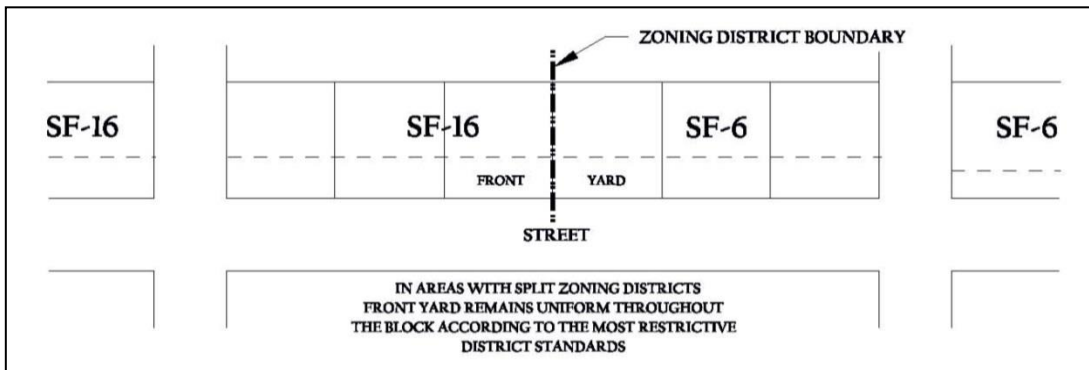 ZONING DISTRICT BOUNDARY
SF-16
SF-16
SF-6
SF-6
FRONT
YARD
STREET
IN AREAS WITH SPLIT ZONING DISTRICTS
FRONT YARD REMAINS UNIFORM THROUGHOUT
THE BLOCK ACCORDING TO THE MOST RESTRICTIVE
DISTRICT STANDARDS